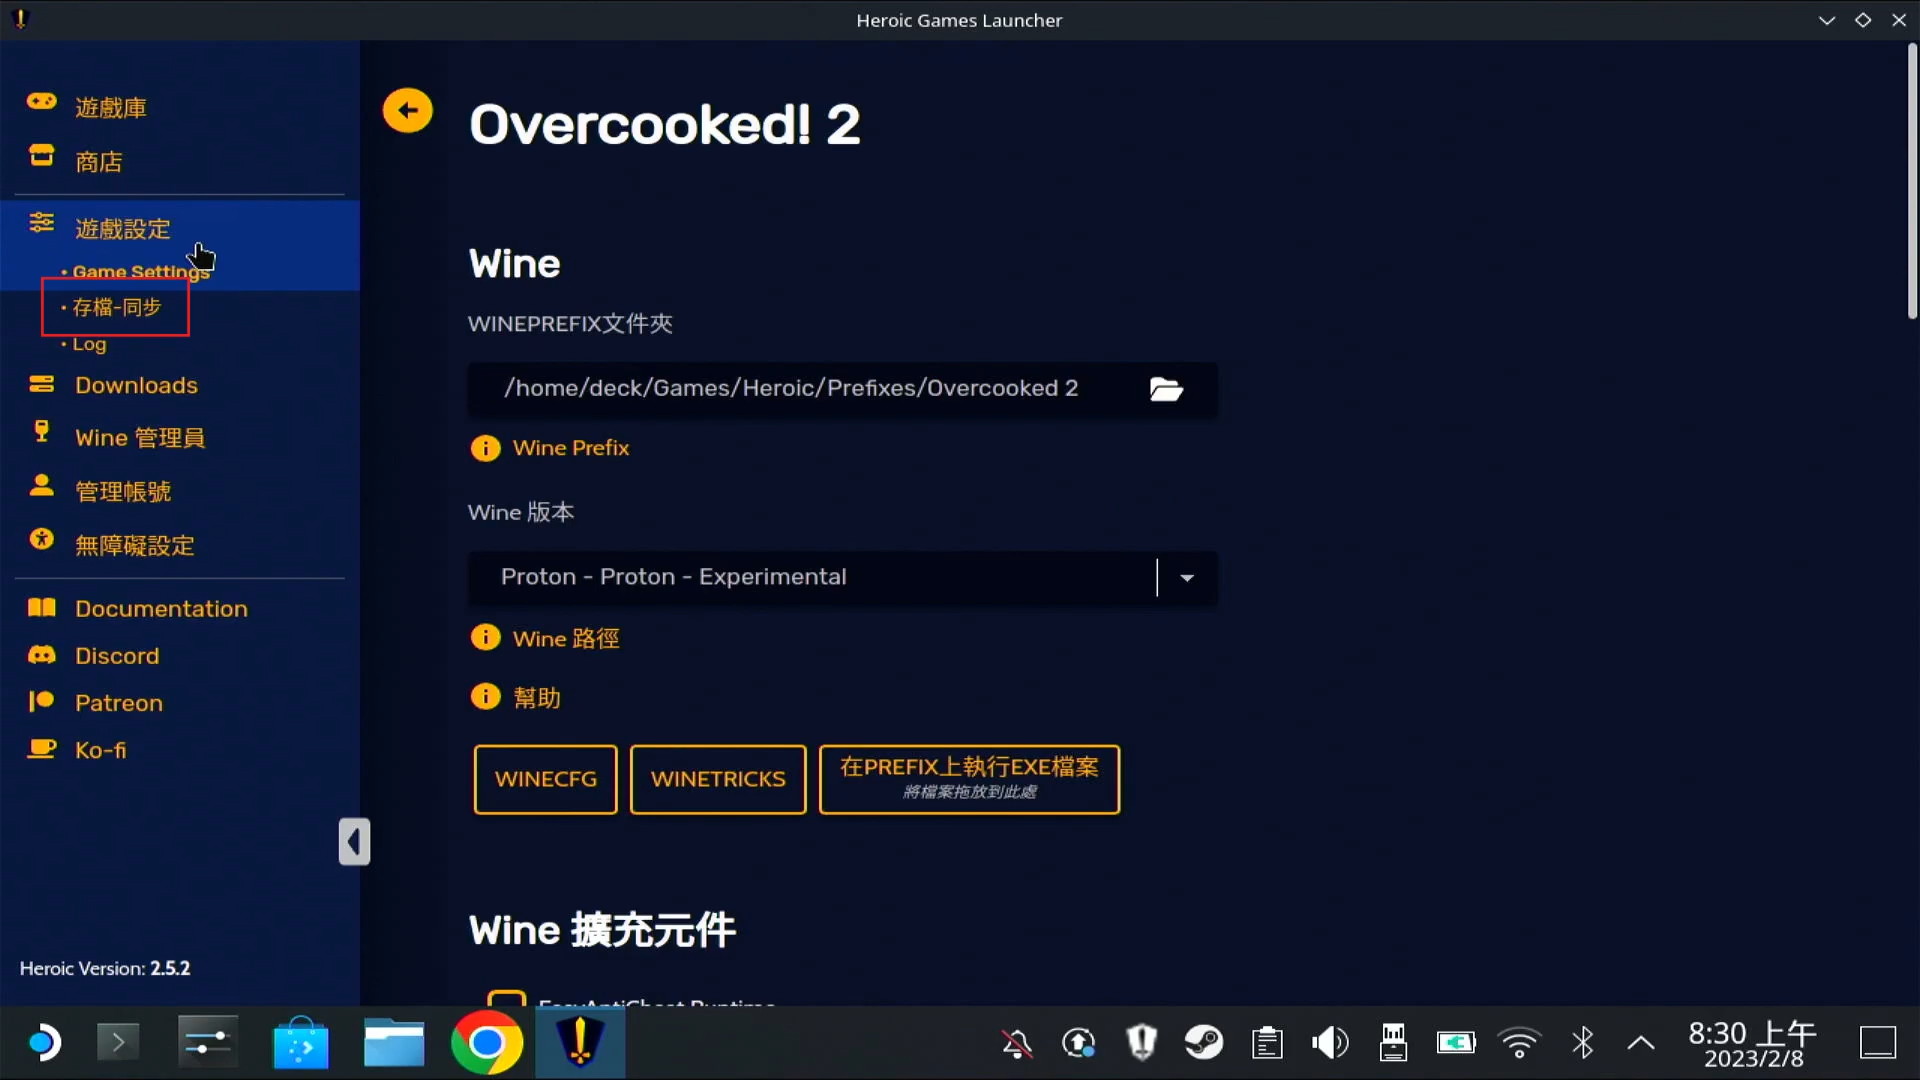 Heroic Games Launcher
遊戲庫
商店
遊戲設定
• Game Settings
• 存檔-同步
• Log
Downloads
Wine 管理員
管理帳號
無障礙設定
Documentation
Discord
Patreon
Ko-fi
Heroic Version: 2.5.2
Overcooked! 2
Wine
WINEPREFIX文件夾
/home/deck/Games/Heroic/Prefixes/Overcooked 2
Wine Prefix
Wine 版本
Proton - Proton - Experimental
Wine 路徑
幫助
WINECFG
WINETRICKS
在PREFIX上執行EXE檔案
將檔案拖放到此處
Wine 擴充元件
EasyAntiCheat Runtime
8:30 上午
2023/2/8